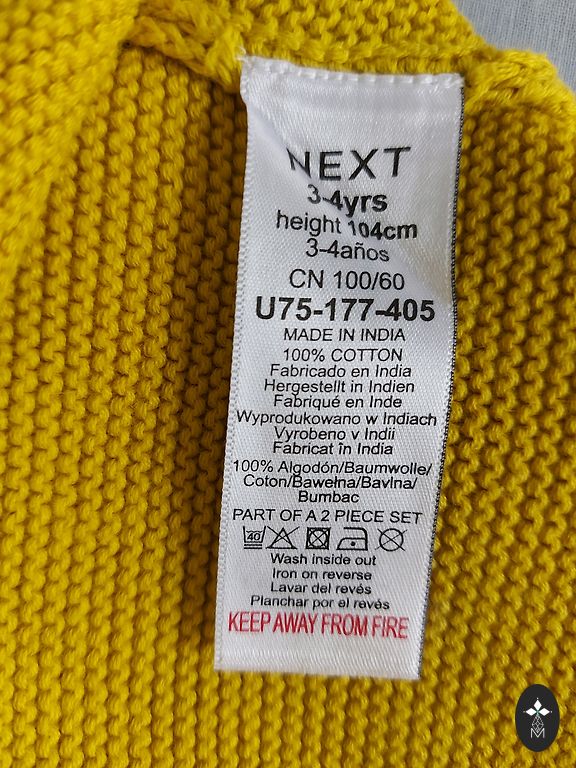 NEXT
3-4yrs
height 104cm
3-4años
CN 100/60
U75-177-405
MADE IN INDIA
100% COTTON
Fabricado en India
Hergestellt in Indien
Fabriqué en Inde
Wyprodukowano w Indiach
Vyrobeno v Indii
Fabricat în India
100% Algodón/Baumwolle/
Coton/Bawełna/Bavlna/
Bumbac
PART OF A 2 PIECE SET
40
Wash inside out
Iron on reverse
Lavar del revés
Planchar por el revés
KEEP AWAY FROM FIRE
M